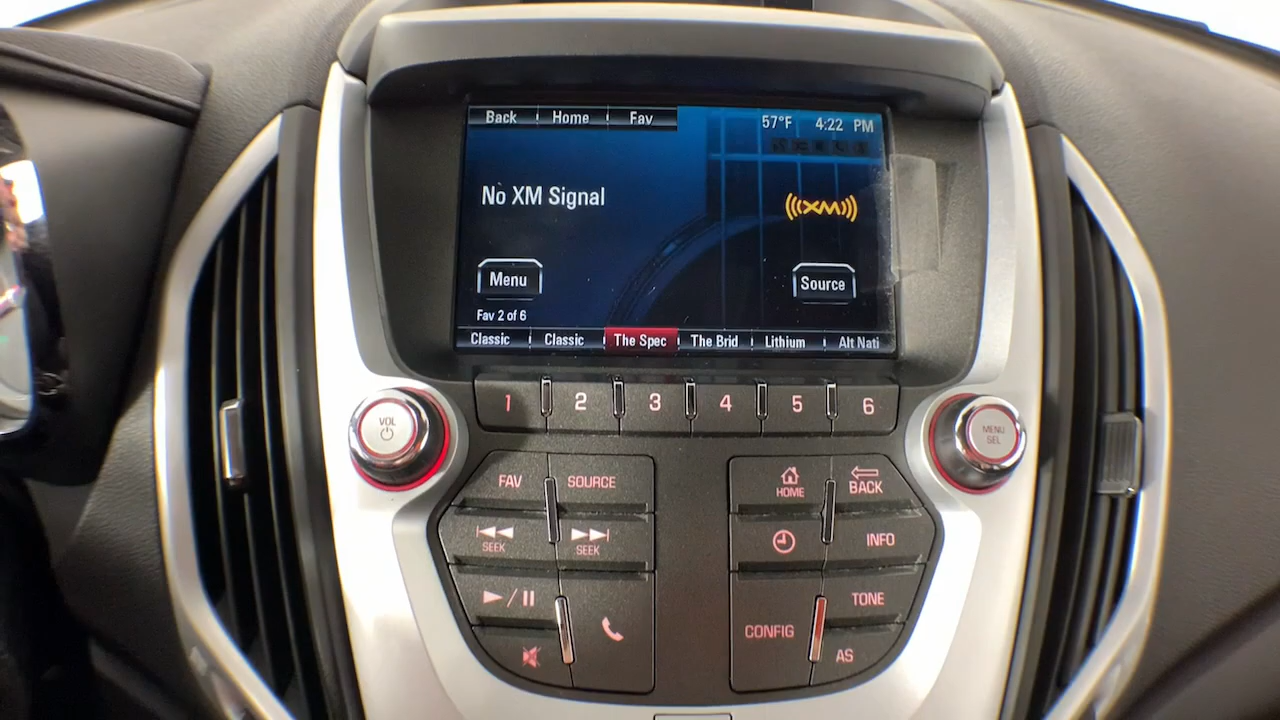 Back Home Fav 57°F 4:22 PM
No XM Signal
XM
Menu Source
Fav 2 of 6
Classic Classic The Spec The Brid Lithium Alt Nati
1 2 3 4 5 6
VOL
MENU
SEL
FAV SOURCE
HOME BACK
SEEK SEEK
INFO
TONE
CONFIG
AS